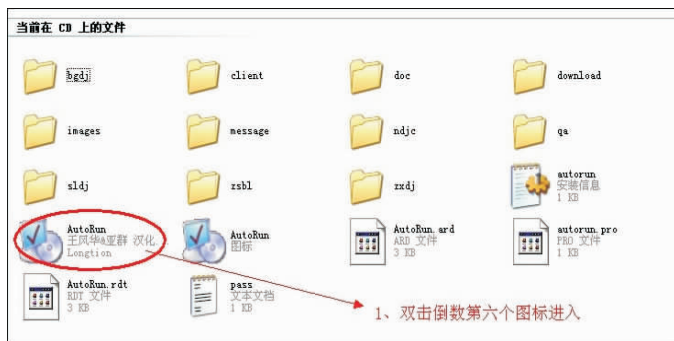 当前在 CD 上的文件
bgdj
client
doc
download
images
message
ndjc
qa
sldj
zsbl
zxdj
autorun
安装信息
1 KB
AutoRun
王凤华&亚群 汉化
Longtion
AutoRun
图标
AutoRun.ard
ARD 文件
3 KB
autorun.pro
PRO 文件
1 KB
AutoRun.rdt
RDT 文件
3 KB
pass
文本文档
1 KB
1、双击倒数第六个图标进入